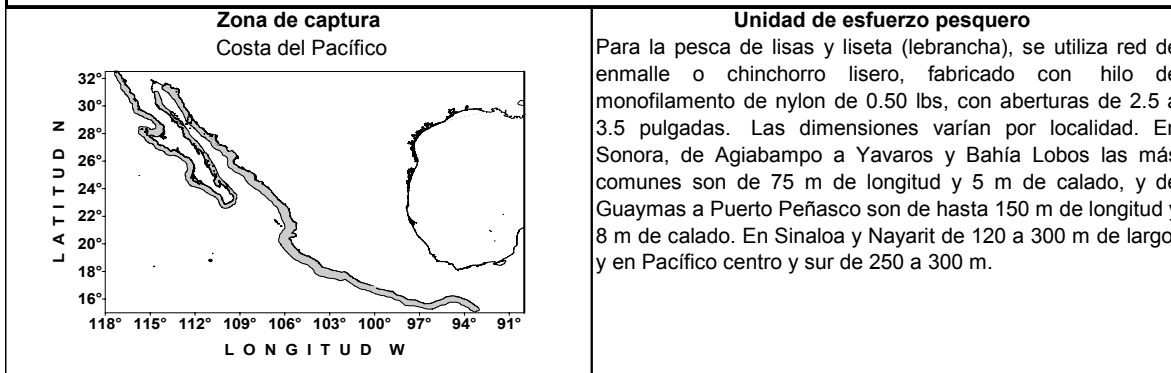 Zona de captura
Costa del Pacífico
32°
30°
28°
26°
24°
22°
20°
18°
16°
LATITUD N
118° 115° 112° 109° 106° 103° 100° 97° 94° 91°
LONGITUD W
Unidad de esfuerzo pesquero
Para la pesca de lisas y liseta (lebrancha), se utiliza red de
enmalle o chinchorro lisero, fabricado con hilo de
monofilamento de nylon de 0.50 lbs, con aberturas de 2.5 a
3.5 pulgadas. Las dimensiones varían por localidad. En
Sonora, de Agiabampo a Yavaros y Bahía Lobos las más
comunes son de 75 m de longitud y 5 m de calado, y de
Guaymas a Puerto Peñasco son de hasta 150 m de longitud y
8 m de calado. En Sinaloa y Nayarit de 120 a 300 m de largo
y en Pacífico centro y sur de 250 a 300 m.